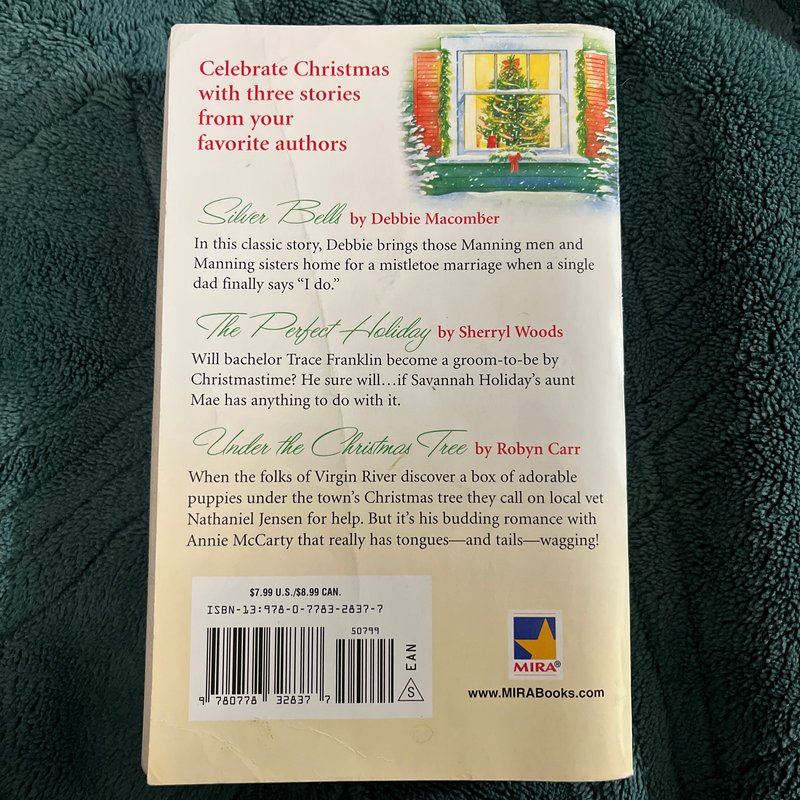 Celebrate Christmas
with three stories
from your
favorite authors
Silver Bells by Debbie Macomber
In this classic story, Debbie brings those Manning men and
Manning sisters home for a mistletoe marriage when a single
dad finally says “I do.”
The Perfect Holiday by Sherryl Woods
Will bachelor Trace Franklin become a groom-to-be by
Christmastime? He sure will…if Savannah Holiday’s aunt
Mae has anything to do with it.
Under the Christmas Tree by Robyn Carr
When the folks of Virgin River discover a box of adorable
puppies under the town’s Christmas tree they call on local vet
Nathaniel Jensen for help. But it’s his budding romance with
Annie McCarty that really has tongues—and tails—wagging!
$7.99 U.S./$8.99 CAN.
ISBN-13:978-0-7783-2837-7
50799
EAN
S
9 780778 328377
MIRA®
www.MIRABooks.com